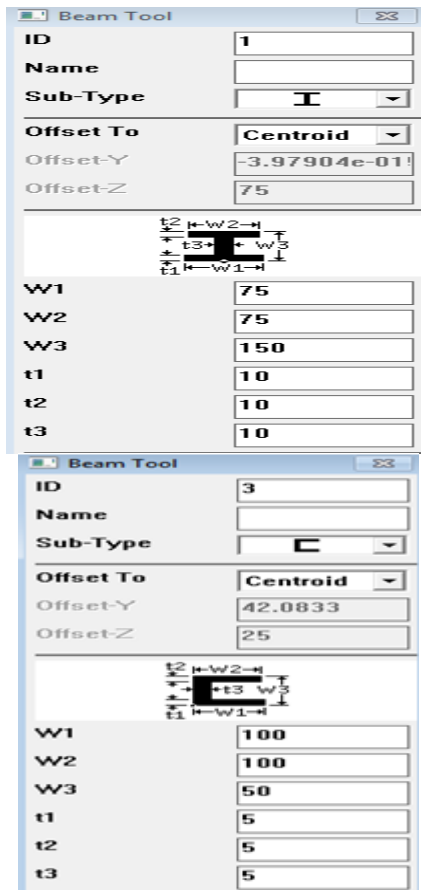 Beam Tool
ID 1
Name
Sub-Type
Offset To Centroid
Offset-Y -3.97904e-01
Offset-Z 75
t2 W2
t3 W3
t1 W1
W1 75
W2 75
W3 150
t1 10
t2 10
t3 10
Beam Tool
ID 3
Name
Sub-Type
Offset To Centroid
Offset-Y 42.0833
Offset-Z 25
t2 W2
t3 W3
t1 W1
W1 100
W2 100
W3 50
t1 5
t2 5
t3 5